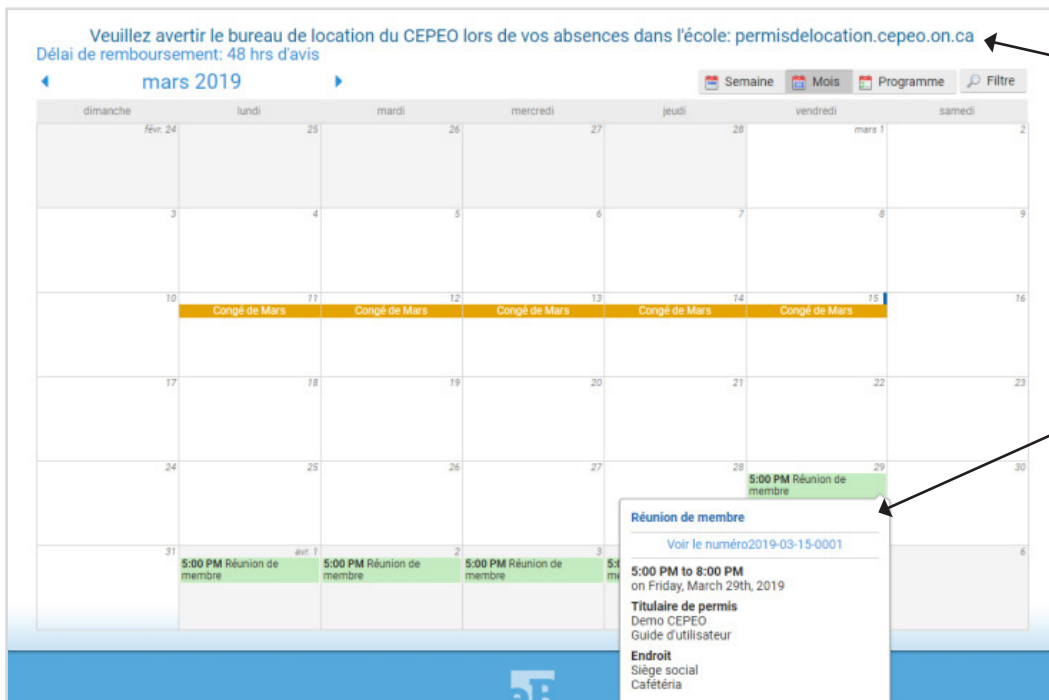 Veuillez avertir le bureau de location du CEPEO lors de vos absences dans l'école: permisdelocation.cepeo.on.ca
Délai de remboursement: 48 hrs d'avis
mars 2019
Semaine Mois Programme Filtre
dimanche lundi mardi mercredi jeudi vendredi samedi
févr. 24 25 26 27 28 mars 1 2
3 4 5 6 7 8 9
10 11 12 13 14 15 16
Congé de Mars Congé de Mars Congé de Mars Congé de Mars Congé de Mars
17 18 19 20 21 22 23
24 25 26 27 28 29 30
5:00 PM Réunion de
membre
31 avr. 1 2 3 6
5:00 PM Réunion de 5:00 PM Réunion de 5:00 PM Réunion de
membre membre membre
Réunion de membre
Voir le numéro2019-03-15-0001
5:00 PM to 8:00 PM
on Friday, March 29th, 2019
Titulaire de permis
Demo CEPEO
Guide d'utilisateur
Endroit
Siège social
Cafétéria